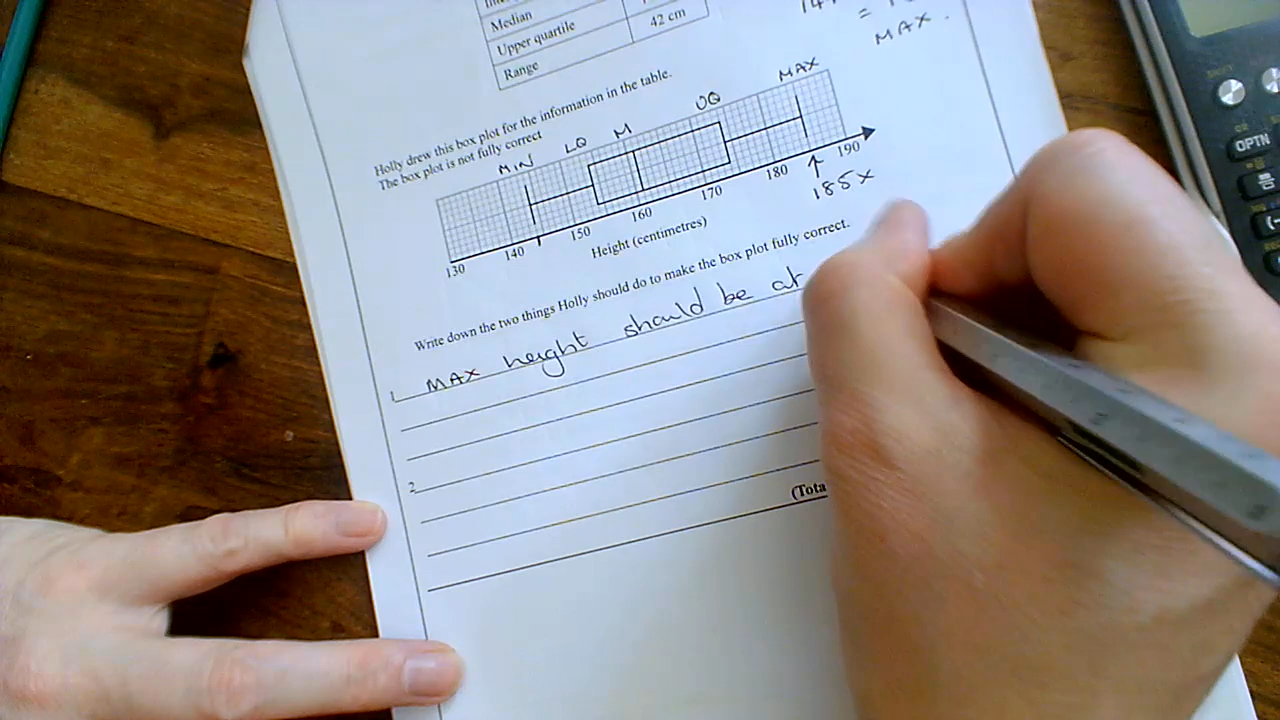 Median
Upper quartile
Range 42 cm
MAX.
Holly drew this box plot for the information in the table.
The box plot is not fully correct
MIN LQ M UQ MAX
130 140 150 160 170 180 190
185x
Height (centimetres)
Write down the two things Holly should do to make the box plot fully correct.
1 MAX height should be at
2
(Tota
OPTN